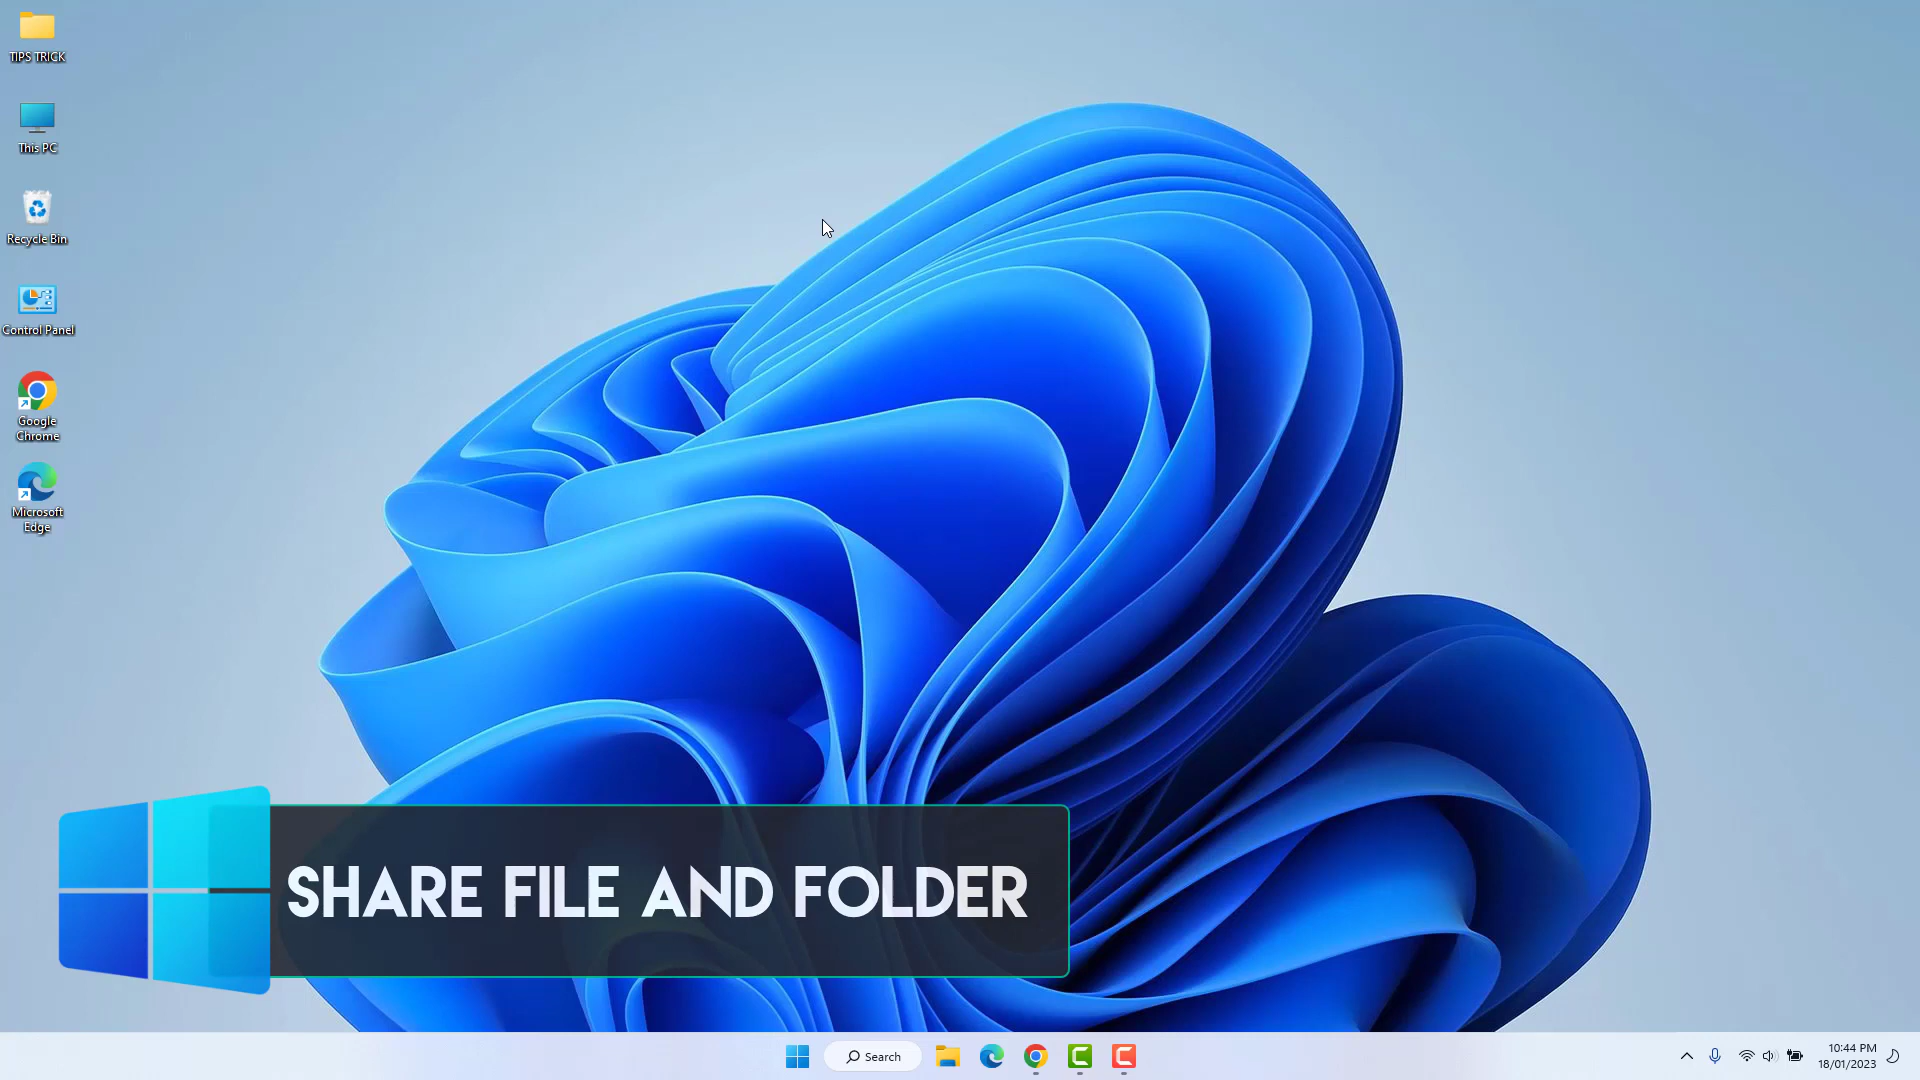 TIPS TRICK
This PC
Recycle Bin
Control Panel
Google
Chrome
Microsoft
Edge
SHARE FILE AND FOLDER
Search
10:44 PM
18/01/2023